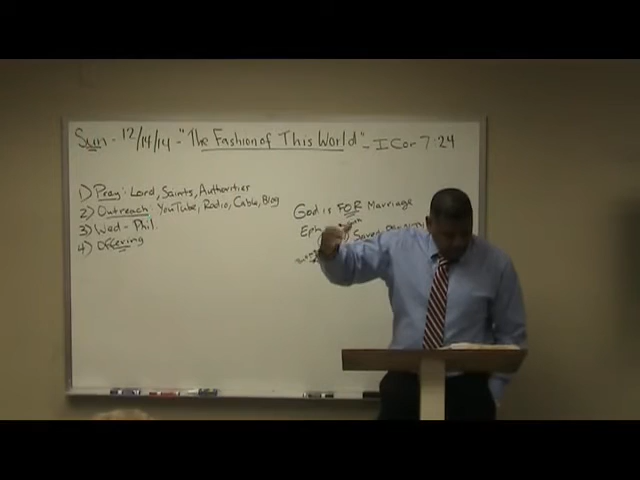 Sun - 12/14/14 - "The Fashion of This World" - I Cor 7:24
1) Pray: Lord, Saints, Authorities
2) Outreach: YouTube, Radio, Cable, Blog
3) Wed - Phil.
4) Offering
God is FOR Marriage
Eph